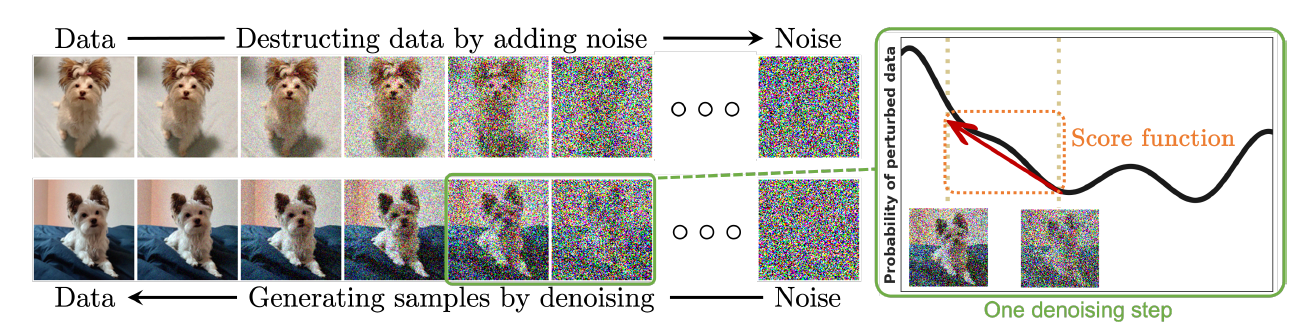 Data Destructing data by adding noise Noise
Data Generating samples by denoising Noise
Probability of perturbed data
Score function
One denoising step